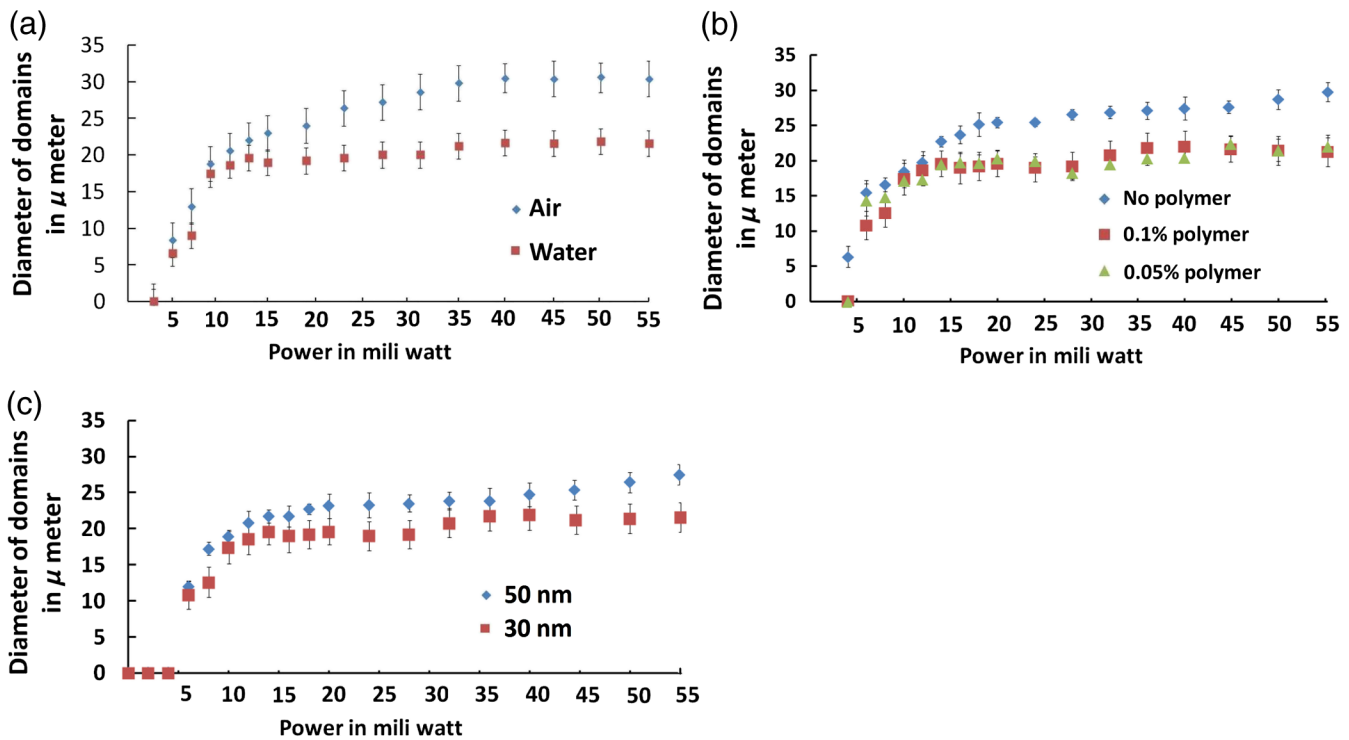 (a)
Diameter of domains
in μ meter
35
30
25
20
15
10
5
0
5 10 15 20 25 30 35 40 45 50 55
Power in mili watt
Air
Water
(b)
Diameter of domains
in μ meter
35
30
25
20
15
10
5
0
5 10 15 20 25 30 35 40 45 50 55
Power in mili watt
No polymer
0.1% polymer
0.05% polymer
(c)
Diameter of domains
in μ meter
35
30
25
20
15
10
5
0
5 10 15 20 25 30 35 40 45 50 55
Power in mili watt
50 nm
30 nm